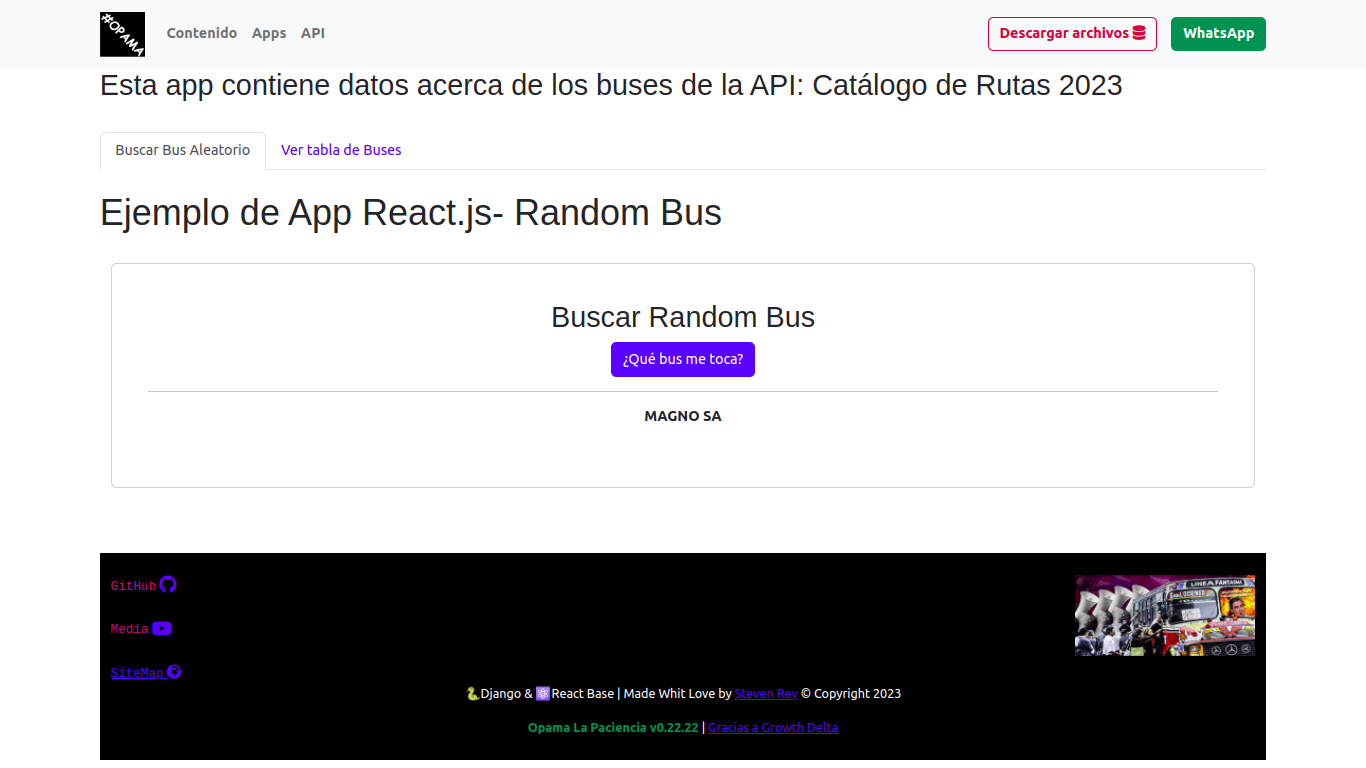 #OPAMA
Contenido Apps API Descargar archivos WhatsApp
Esta app contiene datos acerca de los buses de la API: Catálogo de Rutas 2023
Buscar Bus Aleatorio Ver tabla de Buses
Ejemplo de App React.js- Random Bus
Buscar Random Bus
¿Qué bus me toca?
MAGNO SA
GitHub
LINEA FANTASMA
Media
SiteMap
🐍Django & ⚛️React Base | Made Whit Love by Steven Rey © Copyright 2023
Opama La Paciencia v0.22.22 | Gracias a Growth Delta